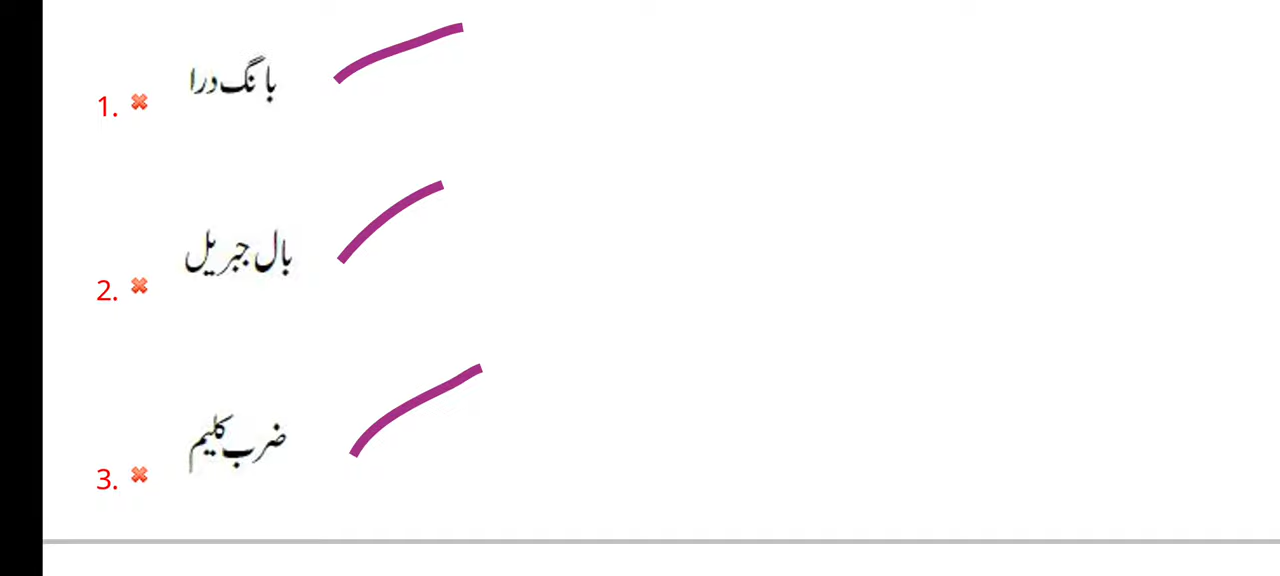 1. بانگ درا
2. بال جبریل
3. ضرب کلیم